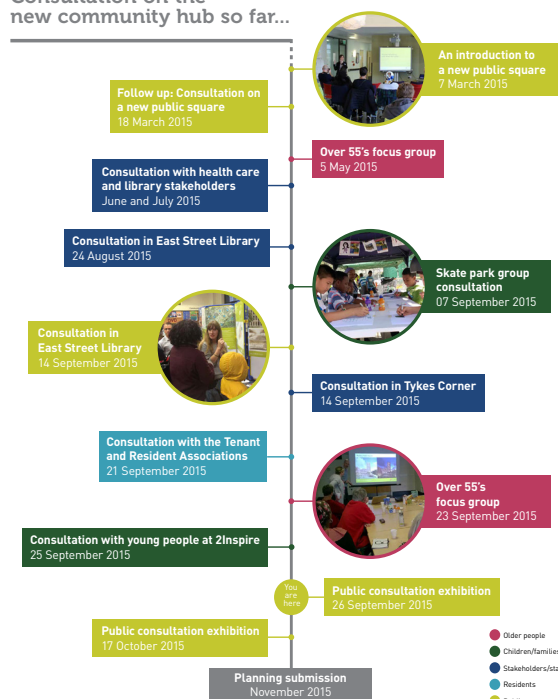 Consultation on the
new community hub so far...
An introduction to
a new public square
7 March 2015
Follow up: Consultation on
a new public square
18 March 2015
Over 55's focus group
5 May 2015
Consultation with health care
and library stakeholders
June and July 2015
Consultation in East Street Library
24 August 2015
Skate park group
consultation
07 September 2015
Consultation in
East Street Library
14 September 2015
Consultation in Tykes Corner
14 September 2015
Consultation with the Tenant
and Resident Associations
21 September 2015
Over 55's
focus group
23 September 2015
Consultation with young people at 2Inspire
25 September 2015
You
are
here
Public consultation exhibition
26 September 2015
Public consultation exhibition
17 October 2015
Planning submission
November 2015
Older people
Children/families
Stakeholders/sta
Residents